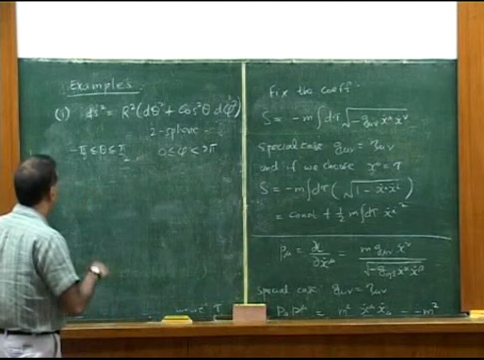 Examples
(1) ds² = R²(dθ² + cos²θ dφ²)
2-sphere
-π/2 ≤ θ ≤ π/2 0 ≤ φ < 2π
Fix the coeff:
S = -m ∫dτ √(-g_μν ẋ^μ ẋ^ν)
special case g_μν = η_μν
and if we choose x⁰ = τ
S = -m ∫dτ (√(1 - ẋ^i ẋ^i))
= const + 1/2 m ∫dτ ẋ^i ²
p_μ = ∂L/∂ẋ^μ = m g_μν ẋ^ν / √(-g_αβ ẋ^α ẋ^β)
special case g_μν = η_μν
p_μ p^μ = m² ẋ^μ ẋ_μ = -m²